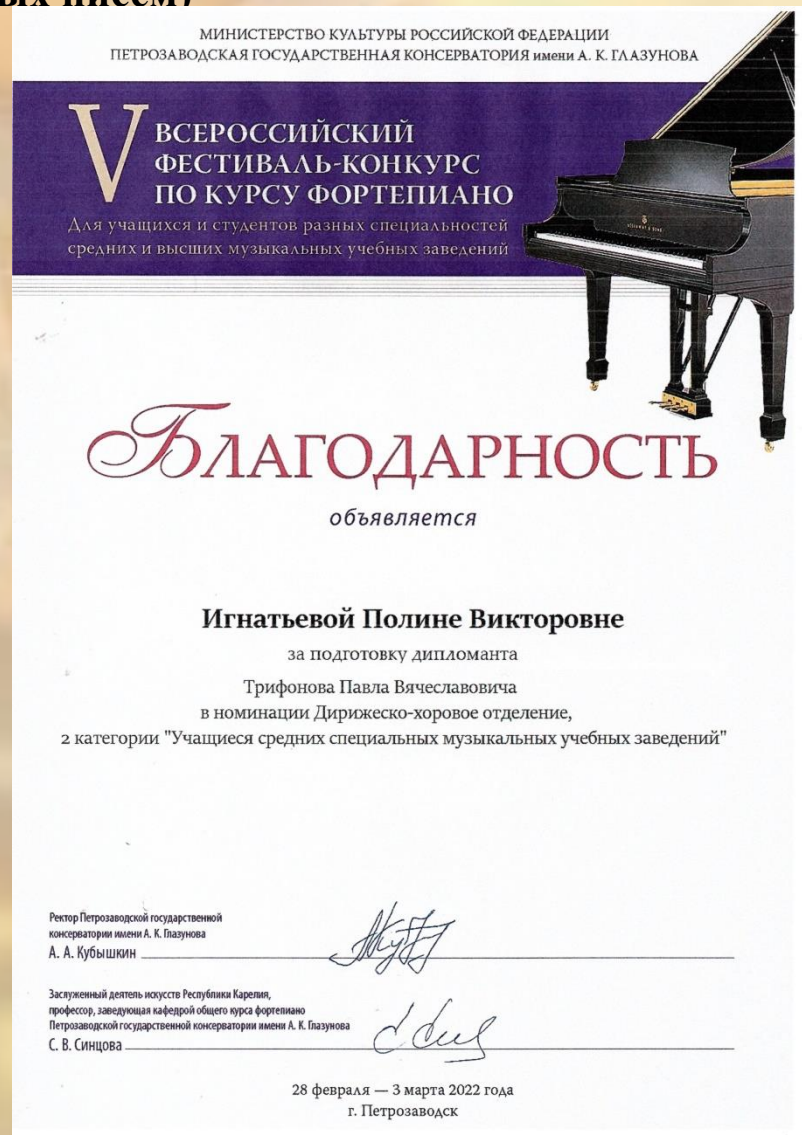 МИНИСТЕРСТВО КУЛЬТУРЫ РОССИЙСКОЙ ФЕДЕРАЦИИ
ПЕТРОЗАВОДСКАЯ ГОСУДАРСТВЕННАЯ КОНСЕРВАТОРИЯ имени А. К. ГЛАЗУНОВА
V ВСЕРОССИЙСКИЙ
ФЕСТИВАЛЬ-КОНКУРС
ПО КУРСУ ФОРТЕПИАНО
Для учащихся и студентов разных специальностей
средних и высших музыкальных учебных заведений
БЛАГОДАРНОСТЬ
объявляется
Игнатьевой Полине Викторовне
за подготовку дипломанта
Трифонова Павла Вячеславовича
в номинации Дирижеско-хоровое отделение,
2 категории "Учащиеся средних специальных музыкальных учебных заведений"
Ректор Петрозаводской государственной
консерватории имени А. К. Глазунова
А. А. Кубышкин
Заслуженный деятель искусств Республики Карелия,
профессор, заведующая кафедрой общего курса фортепиано
Петрозаводской государственной консерватории имени А. К. Глазунова
С. В. Синцова
28 февраля — 3 марта 2022 года
г. Петрозаводск